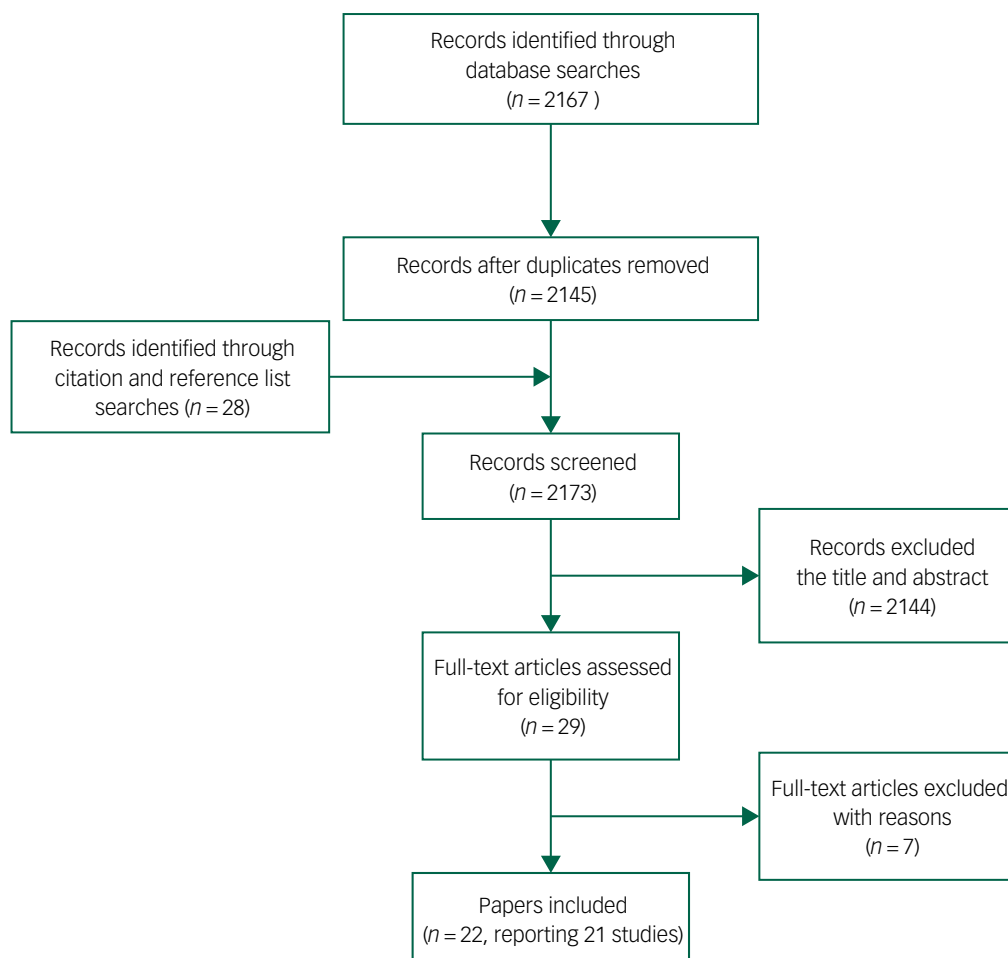 Records identified through
database searches
(n = 2167 )
Records after duplicates removed
(n = 2145)
Records identified through
citation and reference list
searches (n = 28)
Records screened
(n = 2173)
Records excluded
the title and abstract
(n = 2144)
Full-text articles assessed
for eligibility
(n = 29)
Full-text articles excluded
with reasons
(n = 7)
Papers included
(n = 22, reporting 21 studies)